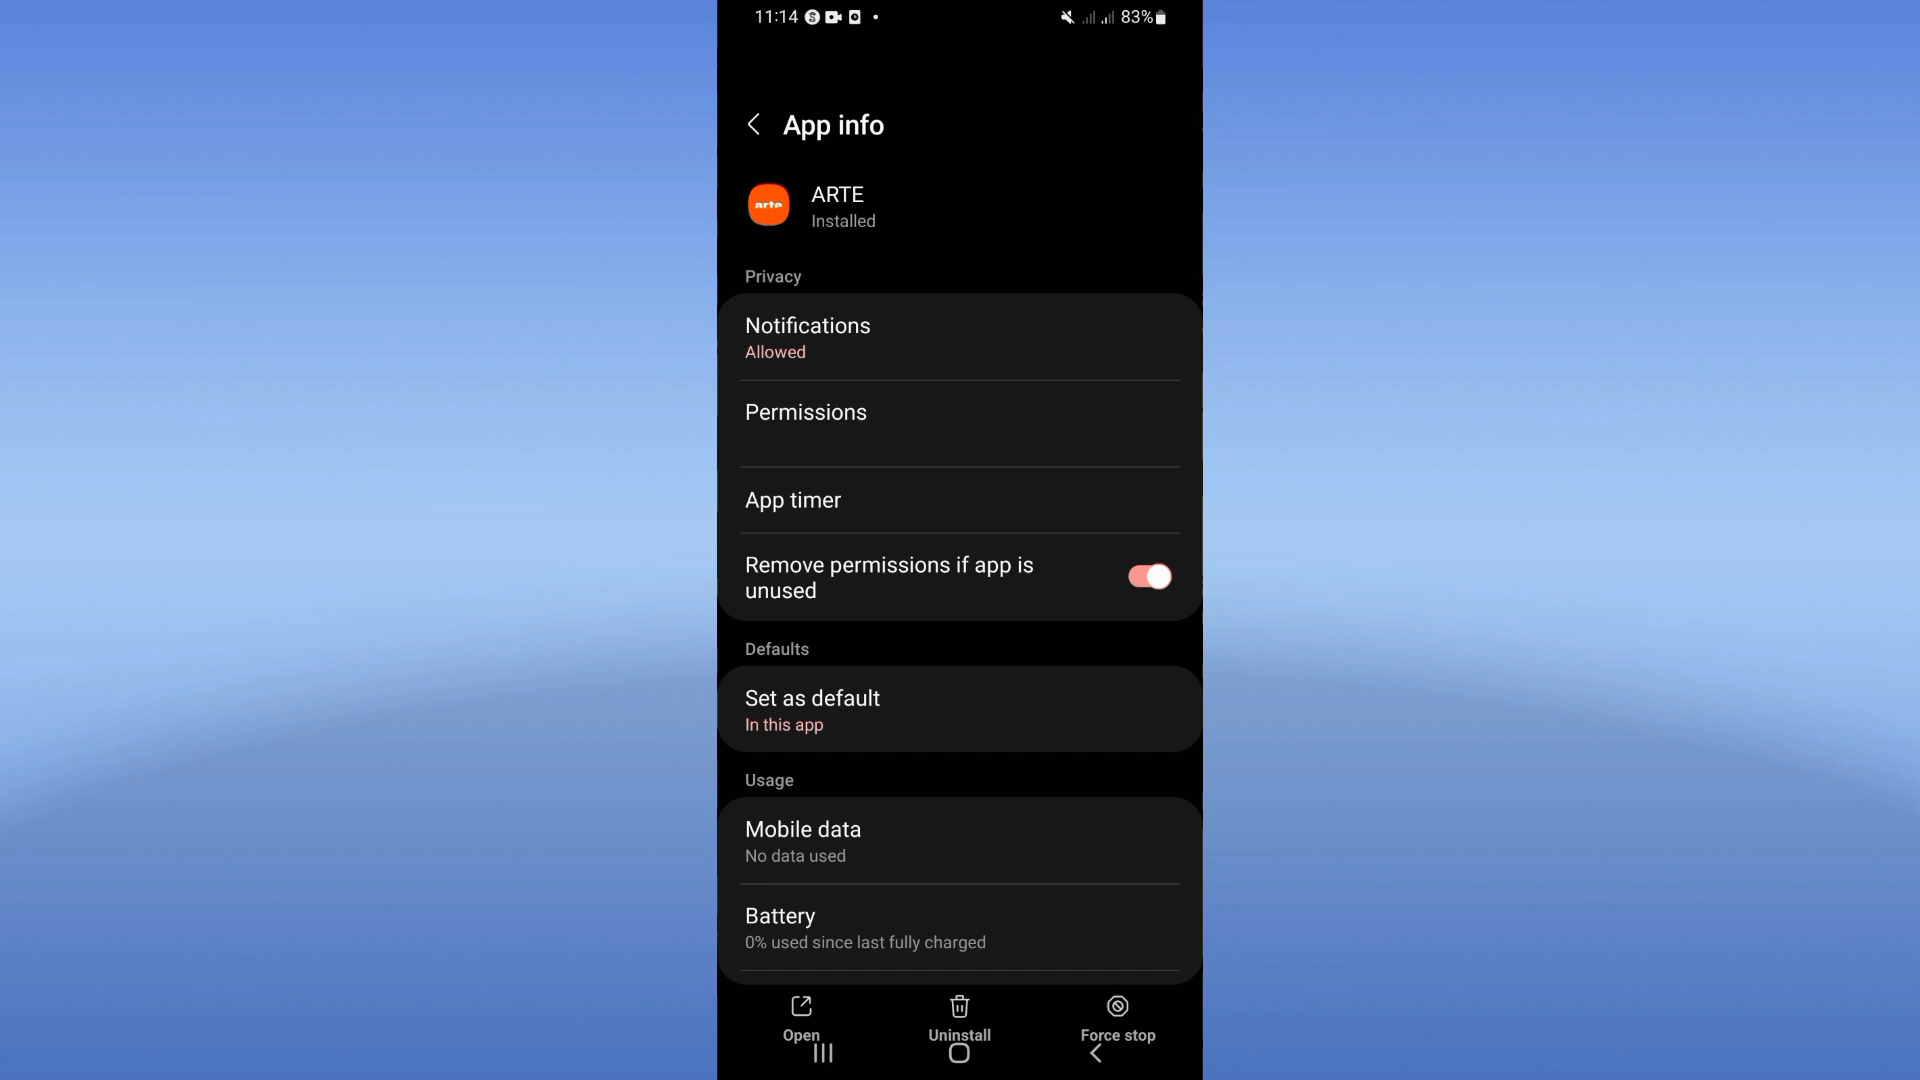 11:14 83%
App info
arte
ARTE
Installed
Privacy
Notifications
Allowed
Permissions
App timer
Remove permissions if app is
unused
Defaults
Set as default
In this app
Usage
Mobile data
No data used
Battery
0% used since last fully charged
Open Uninstall Force stop